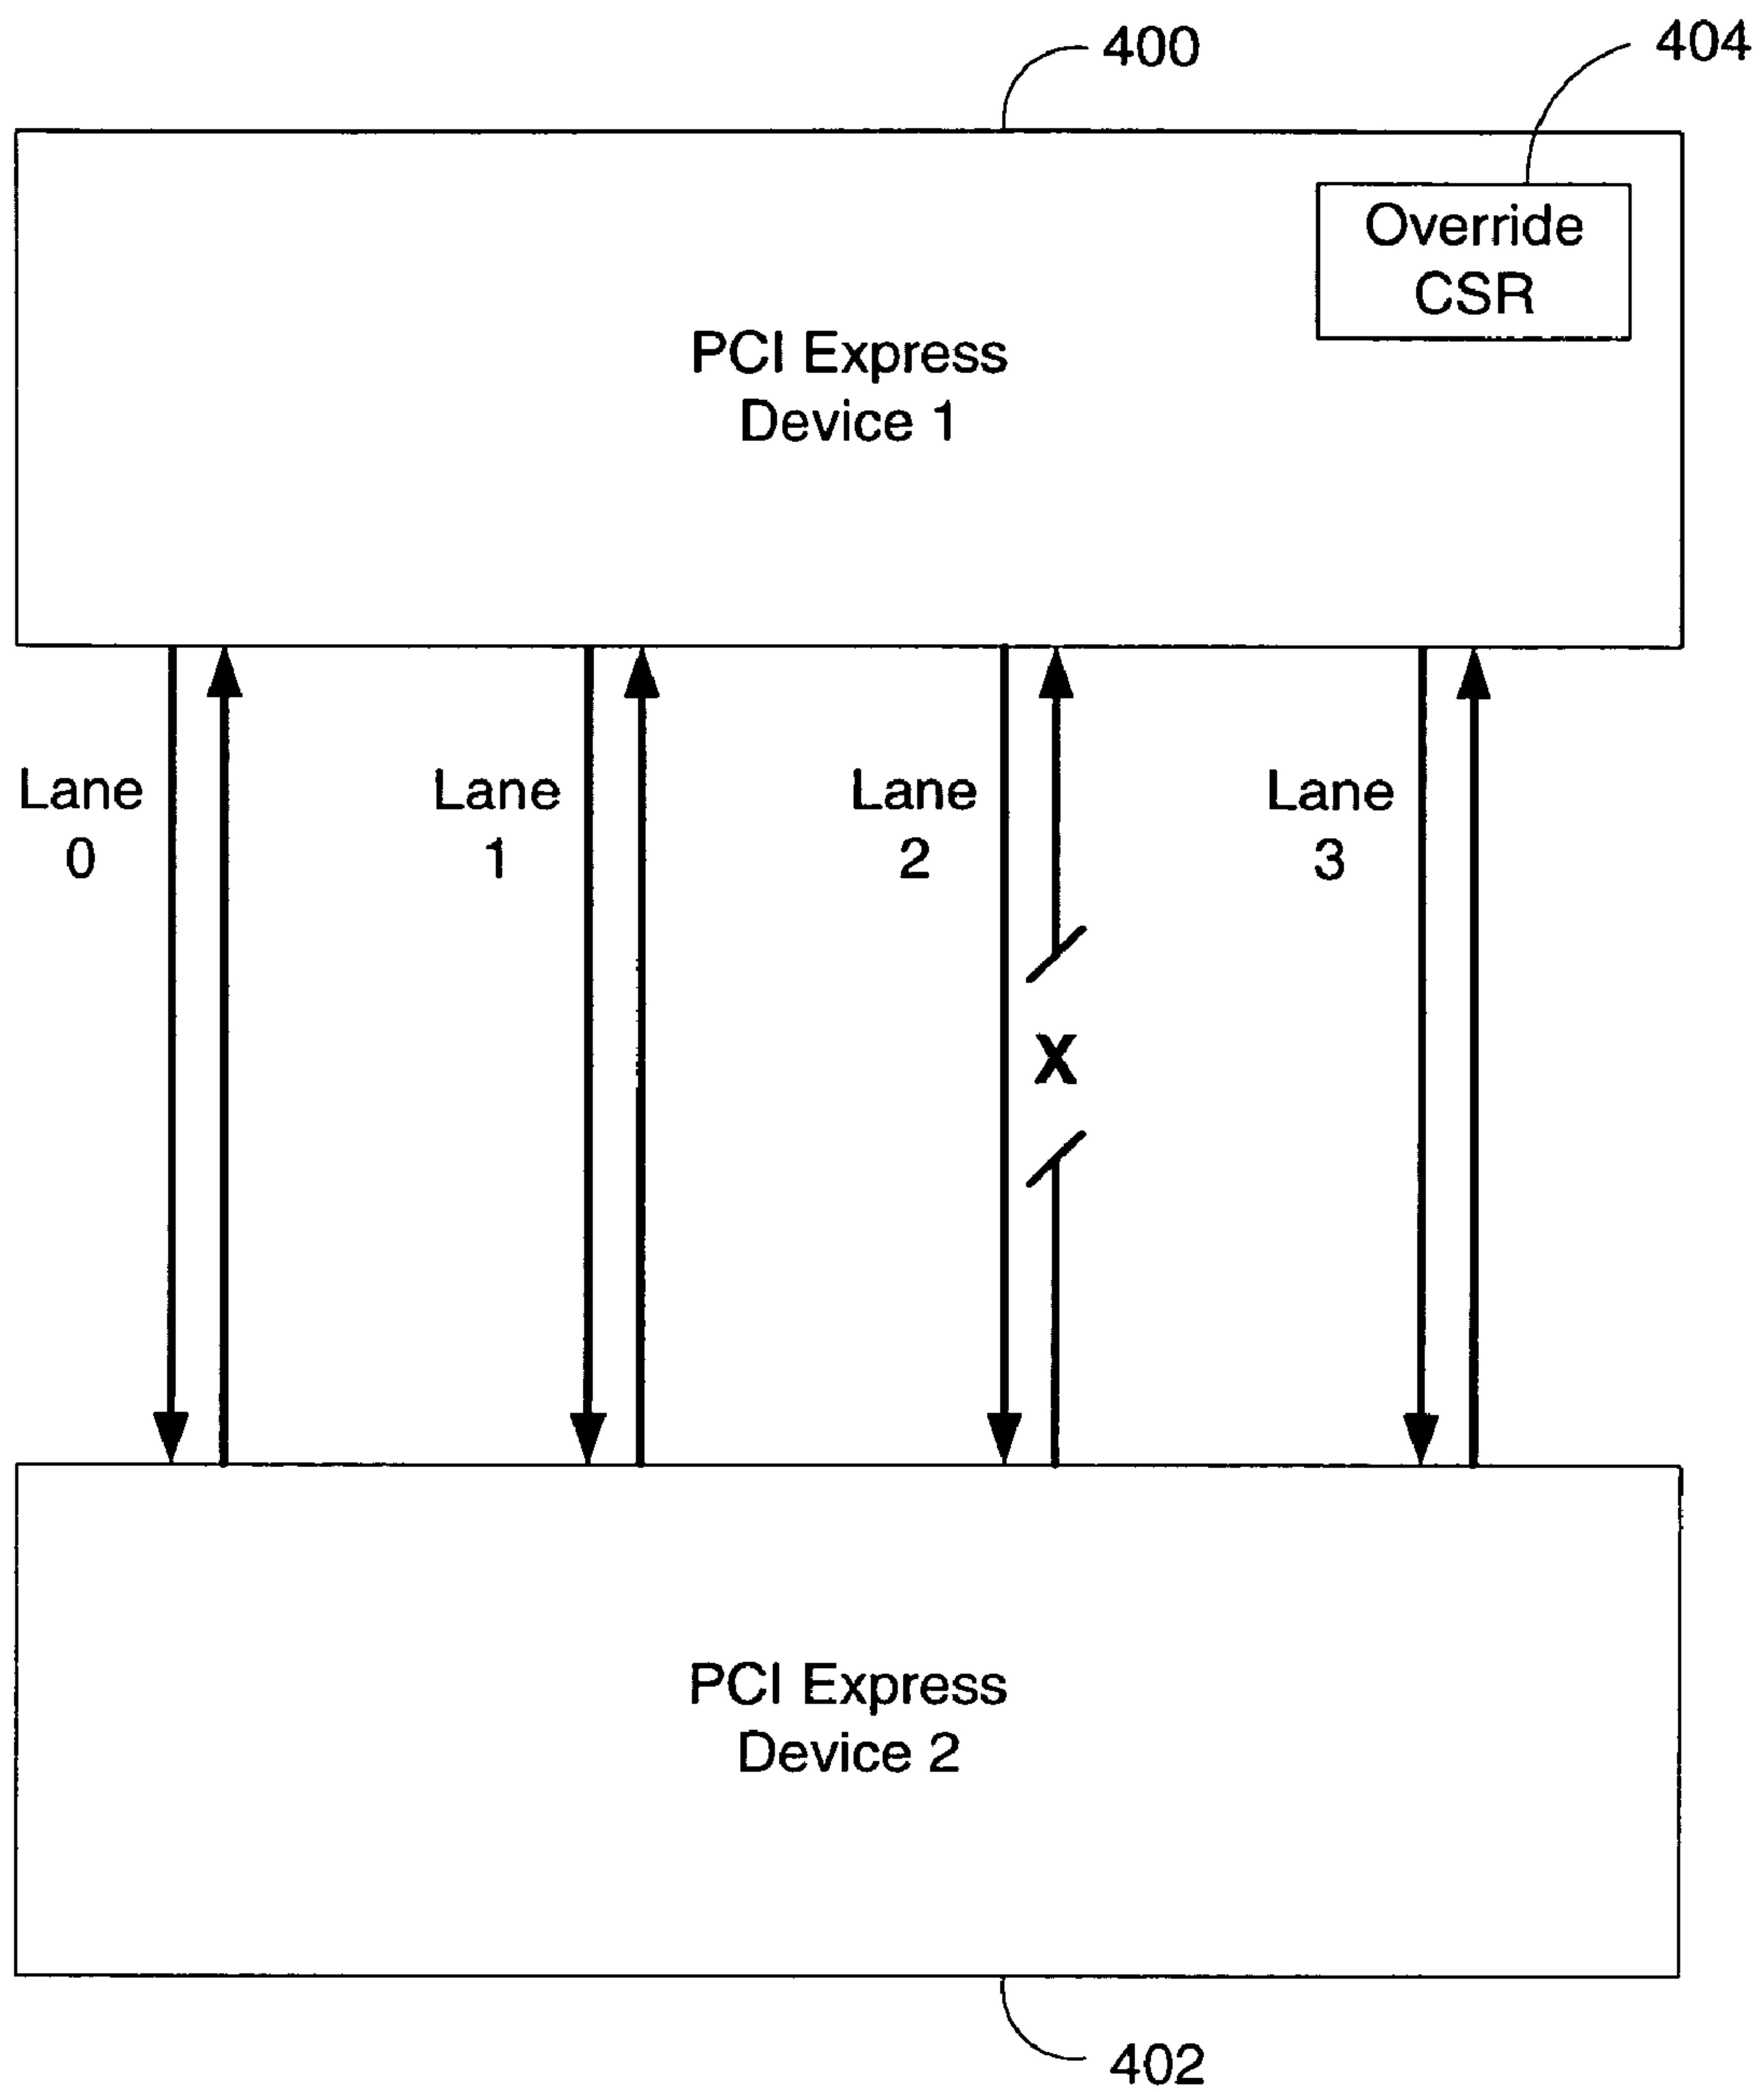 400
404
Override
CSR
PCI Express
Device 1
Lane
0
Lane
1
Lane
2
Lane
3
X
PCI Express
Device 2
402